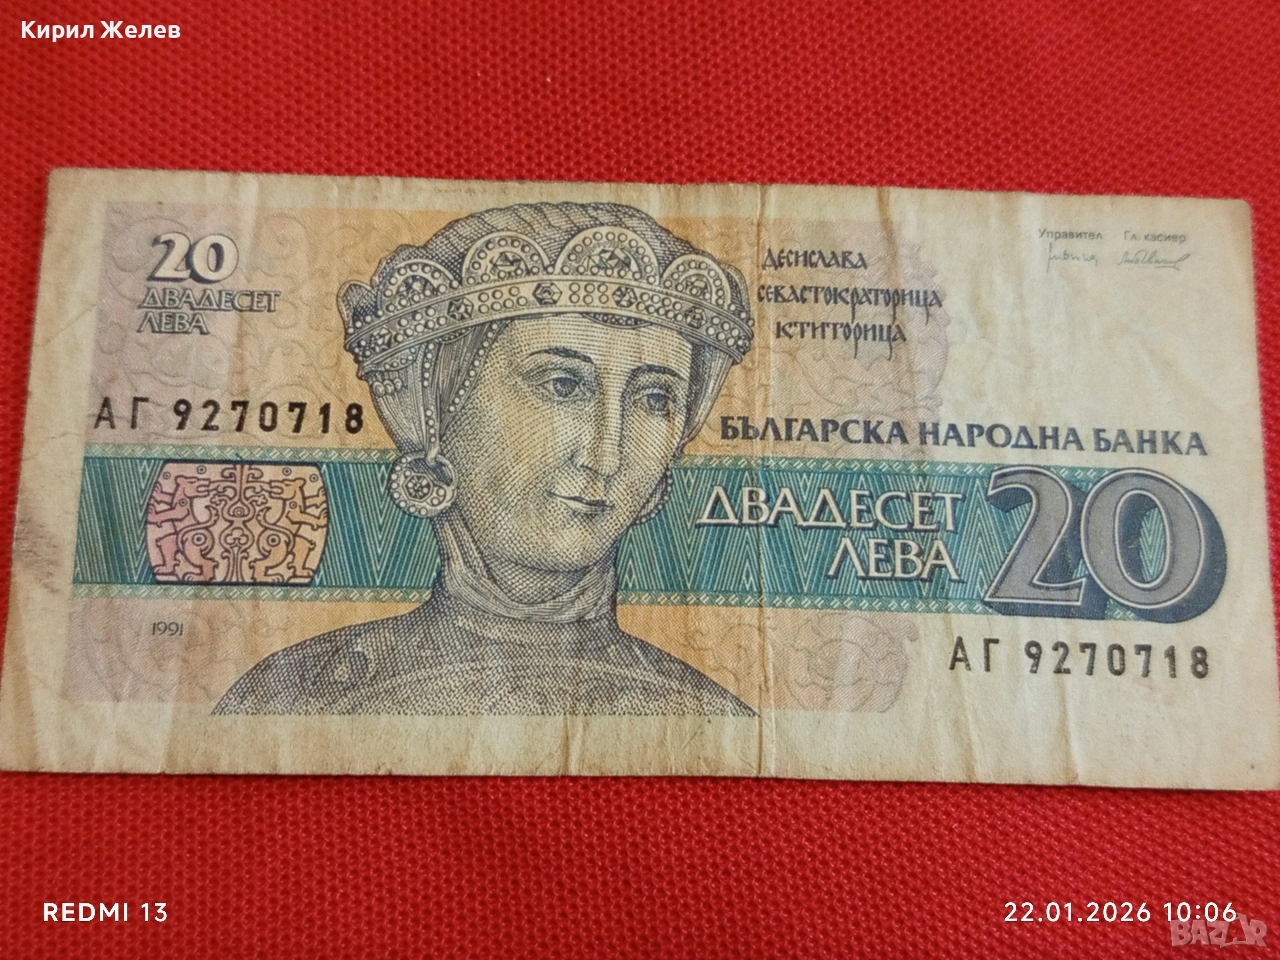 Кирил Желев
Управител Гл. касиер
20
ДВАДЕСЕТ
ЛЕВА
ДЕСИСЛАВА
СЕВАСТОКРАТОРИЦА
КТИТОРИЦА
АГ 9270718
БЪЛГАРСКА НАРОДНА БАНКА
ДВАДЕСЕТ
ЛЕВА
20
1991
АГ 9270718
REDMI 13
22.01.2026 10:06
BAZAR